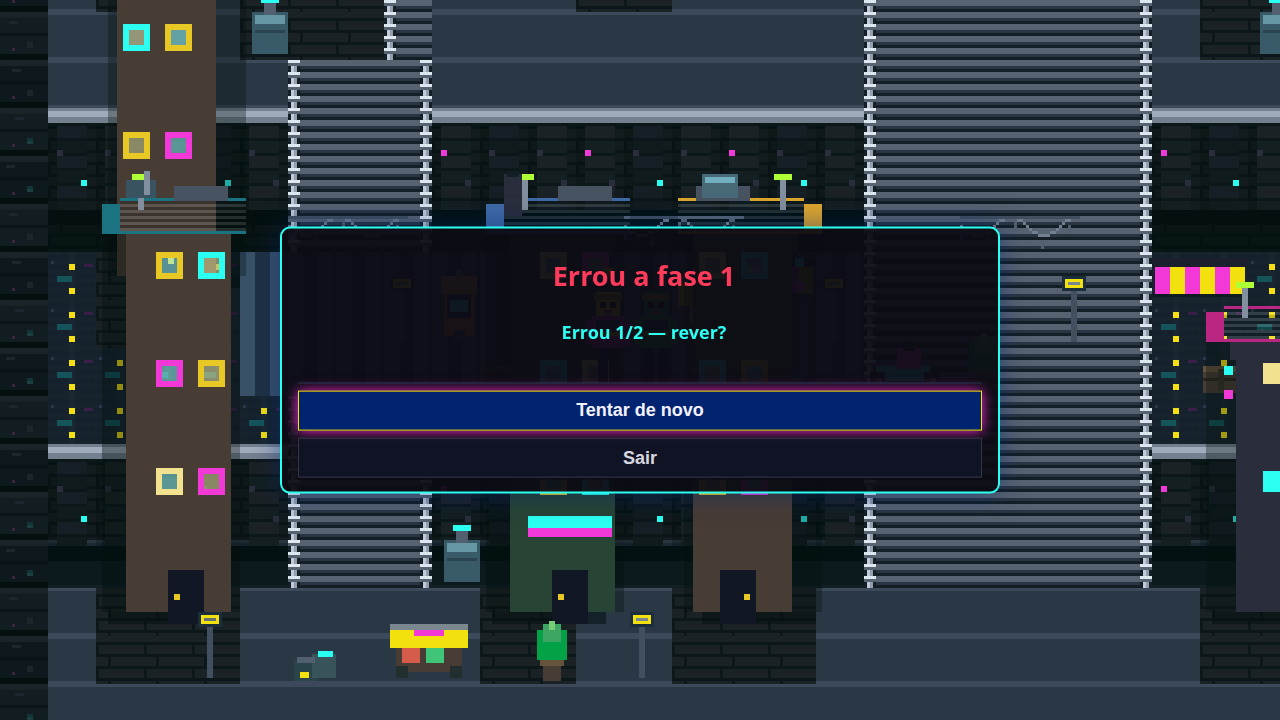 Errou a fase 1
Errou 1/2 — rever?
Tentar de novo
Sair